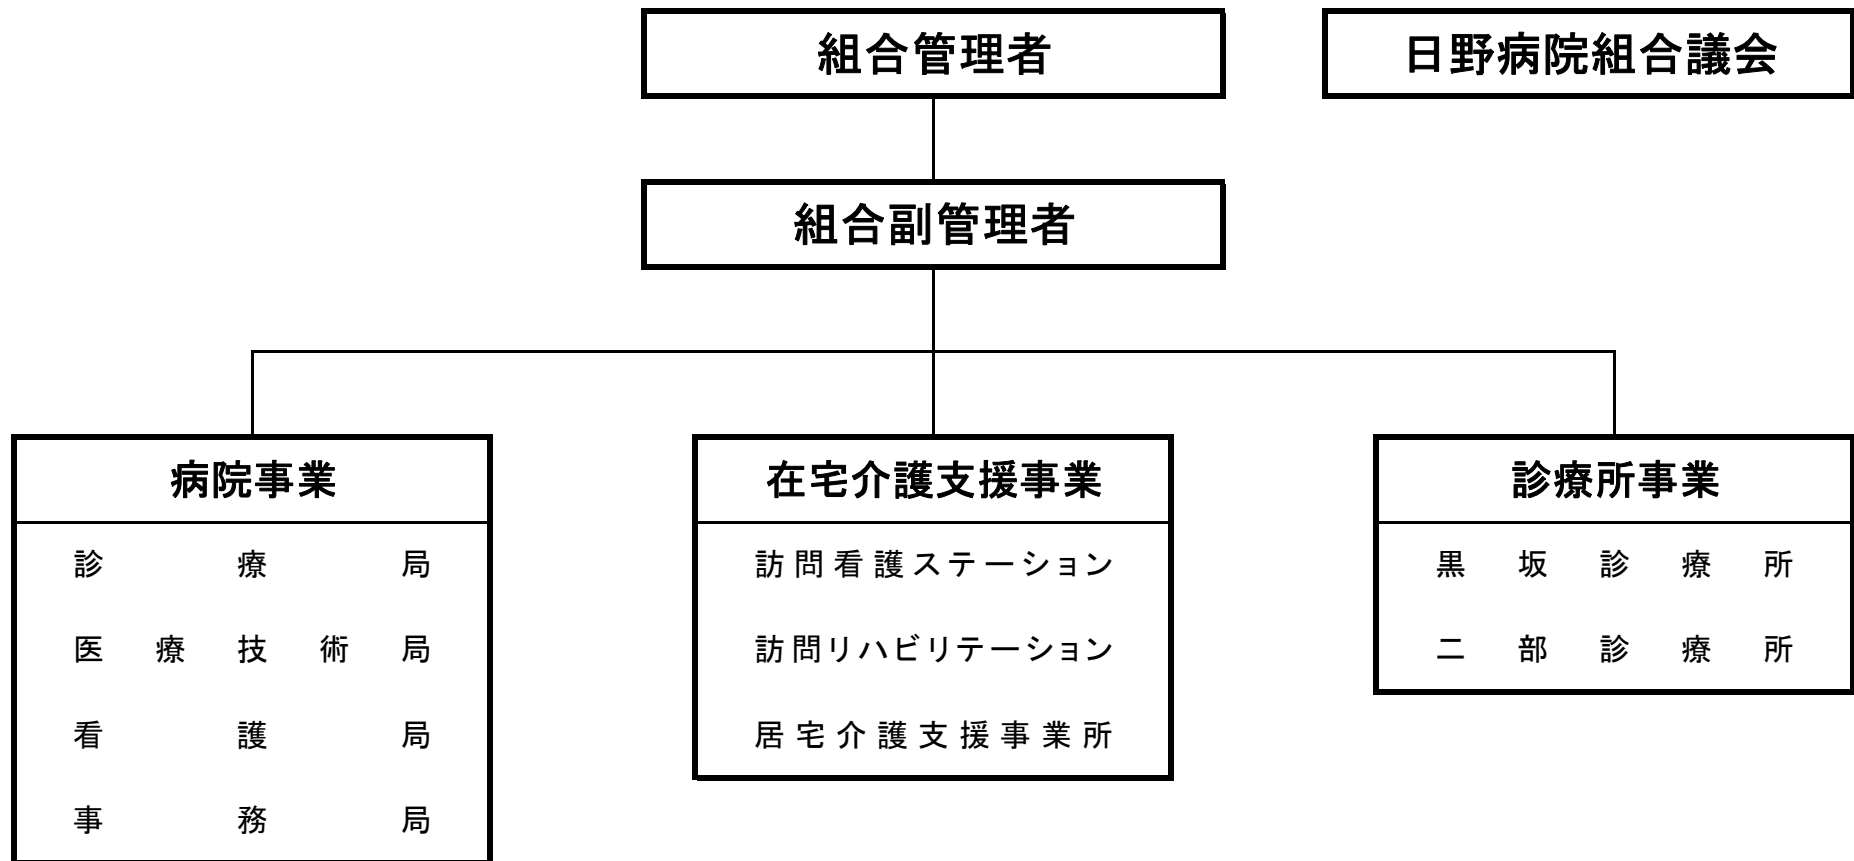 組合管理者
日野病院組合議会
組合副管理者
病院事業
診療局
医療技術局
看護局
事務局
在宅介護支援事業
訪問看護ステーション
訪問リハビリテーション
居宅介護支援事業所
診療所事業
黒坂診療所
二部診療所